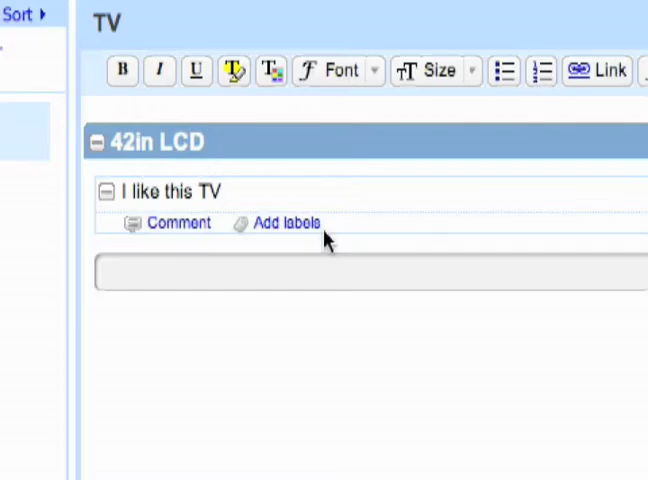 Sort
TV
B I U T T Font Size Link
42in LCD
I like this TV
Comment Add labels